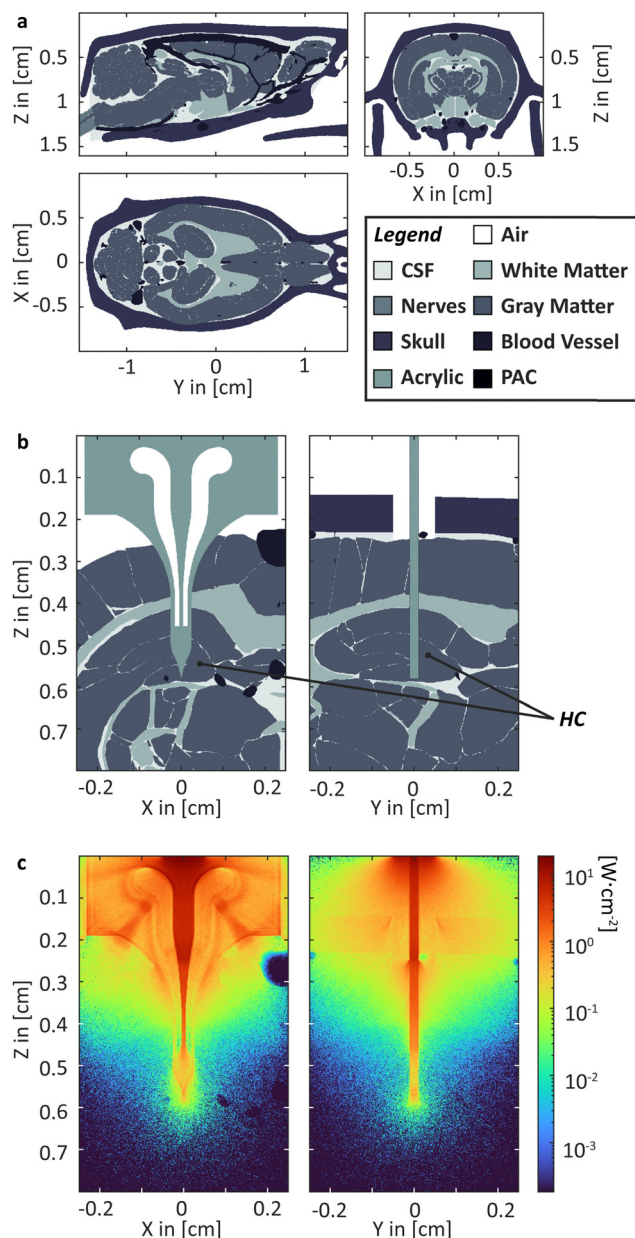 a
Z in [cm]
0.5
1
1.5
0.5
1
1.5
Z in [cm]
-0.5 0 0.5
X in [cm]
X in [cm]
0.5
0
-0.5
-1 0 1
Y in [cm]
Legend
Air
CSF
White Matter
Nerves
Gray Matter
Skull
Blood Vessel
Acrylic
PAC
b
Z in [cm]
0.1
0.2
0.3
0.4
0.5
0.6
0.7
HC
-0.2 0 0.2
X in [cm]
-0.2 0 0.2
Y in [cm]
c
Z in [cm]
0.1
0.2
0.3
0.4
0.5
0.6
0.7
-0.2 0 0.2
X in [cm]
-0.2 0 0.2
Y in [cm]
[W·cm⁻²]
10¹
10⁰
10⁻¹
10⁻²
10⁻³